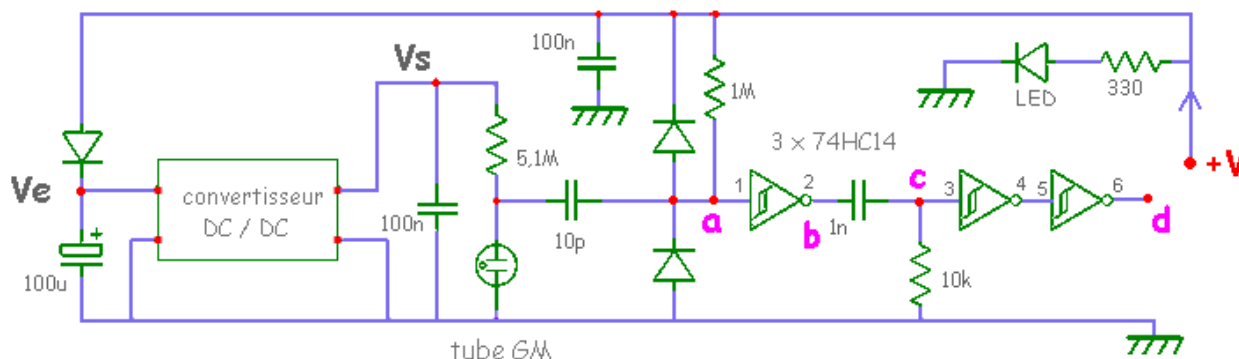 100n
Vs
1M
LED
330
5,1M
3 x 74HC14
+V
Ve
convertisseur
DC / DC
c
1
2
3
4
5
6
a
b
d
100n
10p
1n
+
100u
10k
tube GM